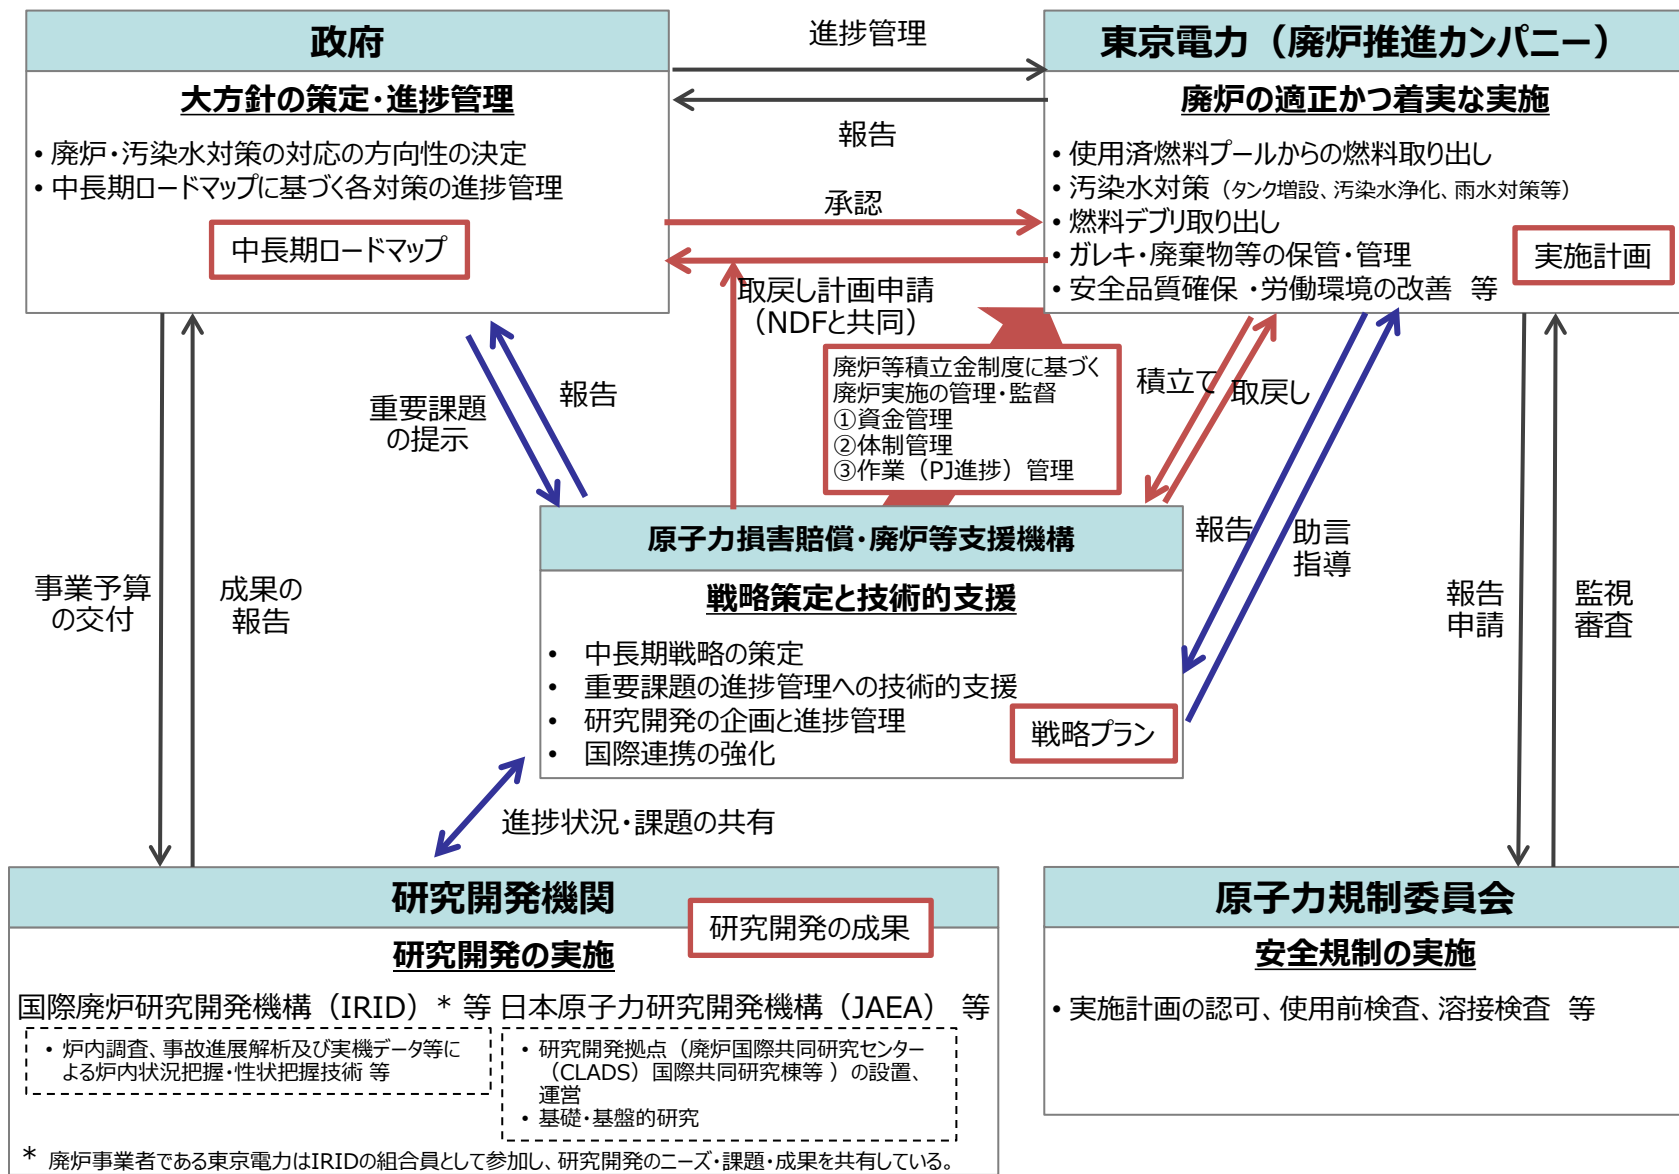 政府
大方針の策定・進捗管理
• 廃炉・汚染水対策の対応の方向性の決定
• 中長期ロードマップに基づく各対策の進捗管理
中長期ロードマップ
進捗管理
報告
承認
取戻し計画申請
（NDFと共同）
東京電力（廃炉推進カンパニー）
廃炉の適正かつ着実な実施
• 使用済燃料プールからの燃料取り出し
• 汚染水対策（タンク増設、汚染水浄化、雨水対策等）
• 燃料デブリ取り出し
• ガレキ・廃棄物等の保管・管理
• 安全品質確保・労働環境の改善 等
実施計画
廃炉等積立金制度に基づく
廃炉実施の管理・監督
①資金管理
②体制管理
③作業（PJ進捗）管理
積立て
取戻し
重要課題
の提示
報告
原子力損害賠償・廃炉等支援機構
戦略策定と技術的支援
• 中長期戦略の策定
• 重要課題の進捗管理への技術的支援
• 研究開発の企画と進捗管理
• 国際連携の強化
戦略プラン
報告
助言
指導
事業予算
の交付
成果の
報告
報告
申請
監視
審査
進捗状況・課題の共有
研究開発機関
研究開発の成果
研究開発の実施
国際廃炉研究開発機構（IRID）* 等
• 炉内調査、事故進展解析及び実機データ等に
よる炉内状況把握・性状把握技術 等
日本原子力研究開発機構（JAEA） 等
• 研究開発拠点（廃炉国際共同研究センター
（CLADS）国際共同研究棟等 ）の設置、
運営
• 基礎・基盤的研究
* 廃炉事業者である東京電力はIRIDの組合員として参加し、研究開発のニーズ・課題・成果を共有している。
原子力規制委員会
安全規制の実施
• 実施計画の認可、使用前検査、溶接検査 等